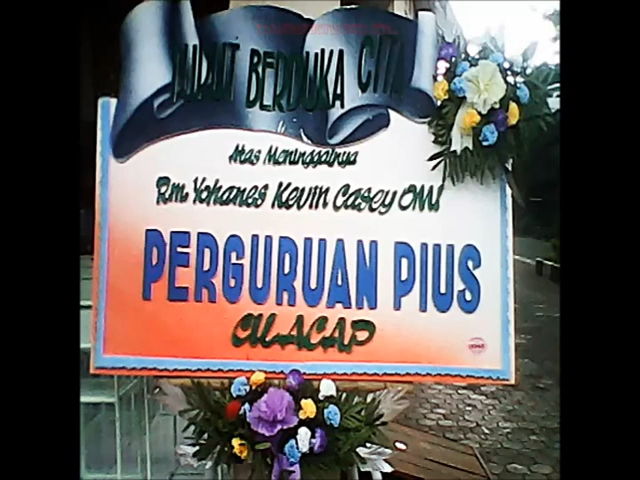 TURUT BERDUKA CITA
Atas Meninggalnya
Rm. Yohanes Kevin Casey OMI
PERGURUAN PIUS
CILACAP